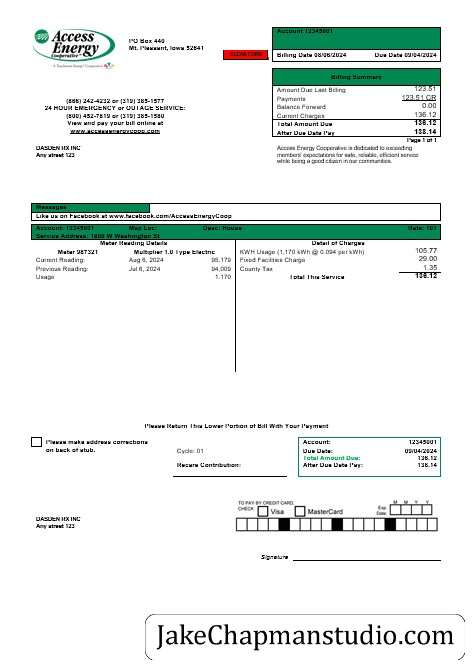 Access
Energy
Cooperative
PO Box 440
Mt. Pleasant, Iowa 52641
Account 12345001
Billing Date 08/06/2024 Due Date 09/04/2024
Billing Summary
Amount Due Last Billing 123.51
Payments 123.51 CR
Balance Forward 0.00
Current Charges 136.12
Total Amount Due 136.12
After Due Date Pay 138.14
Page 1 of 1
(866) 242-4232 or (319) 385-1577
24 HOUR EMERGENCY or OUTAGE SERVICE:
(800) 452-7819 or (319) 385-1580
View and pay your bill online at
www.accessenergycoop.com
DASDEN RX INC
Any street 123
Access Energy Cooperative is dedicated to exceeding
members' expectations for safe, reliable, efficient service
while being a good citizen in our communities.
Messages
Like us on Facebook at www.facebook.com/AccessEnergyCoop
Account: 12345001 Map Loc: Desc: House Rate: 101
Service Address: 1800 W Washington St
Meter Reading Details
Detail of Charges
Meter 987321 Multiplier 1.0 Type Electric
Current Reading: Aug 6, 2024 95,179
Previous Reading: Jul 6, 2024 94,009
Usage 1,170
KWH Usage (1,170 kWh @ 0.094 per kWh) 105.77
Fixed Facilities Charge 29.00
County Tax 1.35
Total This Service 136.12
Please Return This Lower Portion of Bill With Your Payment
Please make address corrections
on back of stub.
Cycle: 01
Recare Contribution:
Account: 12345001
Due Date: 09/04/2024
Total Amount Due: 136.12
After Due Date Pay: 138.14
TO PAY BY CREDIT CARD,
CHECK Visa MasterCard
Exp. Date M M Y Y
DASDEN RX INC
Any street 123
Signature
JakeChapmanstudio.com